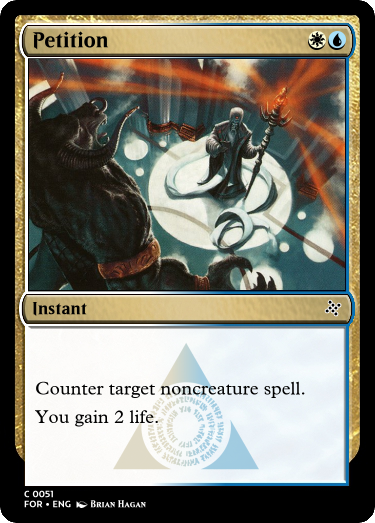 Petition
Instant
Counter target noncreature spell.
You gain 2 life.
C 0051
FOR • ENG Brian Hagan